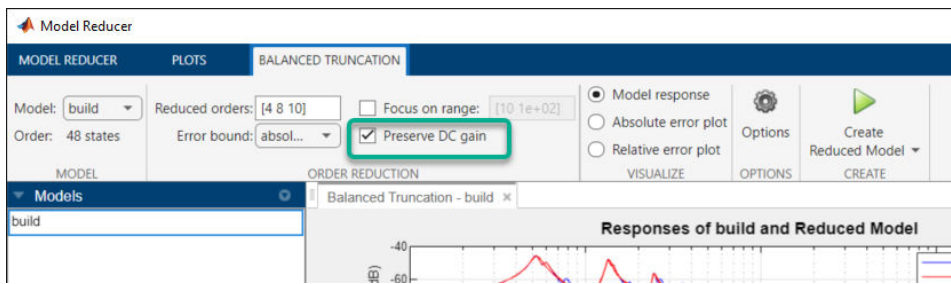 Model Reducer
MODEL REDUCER PLOTS BALANCED TRUNCATION
Model: build Reduced orders: [4 8 10] Focus on range: [10 1e+02] Model response
Order: 48 states Error bound: absol... Preserve DC gain Absolute error plot
Relative error plot
Options
Create
Reduced Model
MODEL ORDER REDUCTION VISUALIZE OPTIONS CREATE
Models Balanced Truncation - build ×
build
Responses of build and Reduced Model
-40
-60
dB)